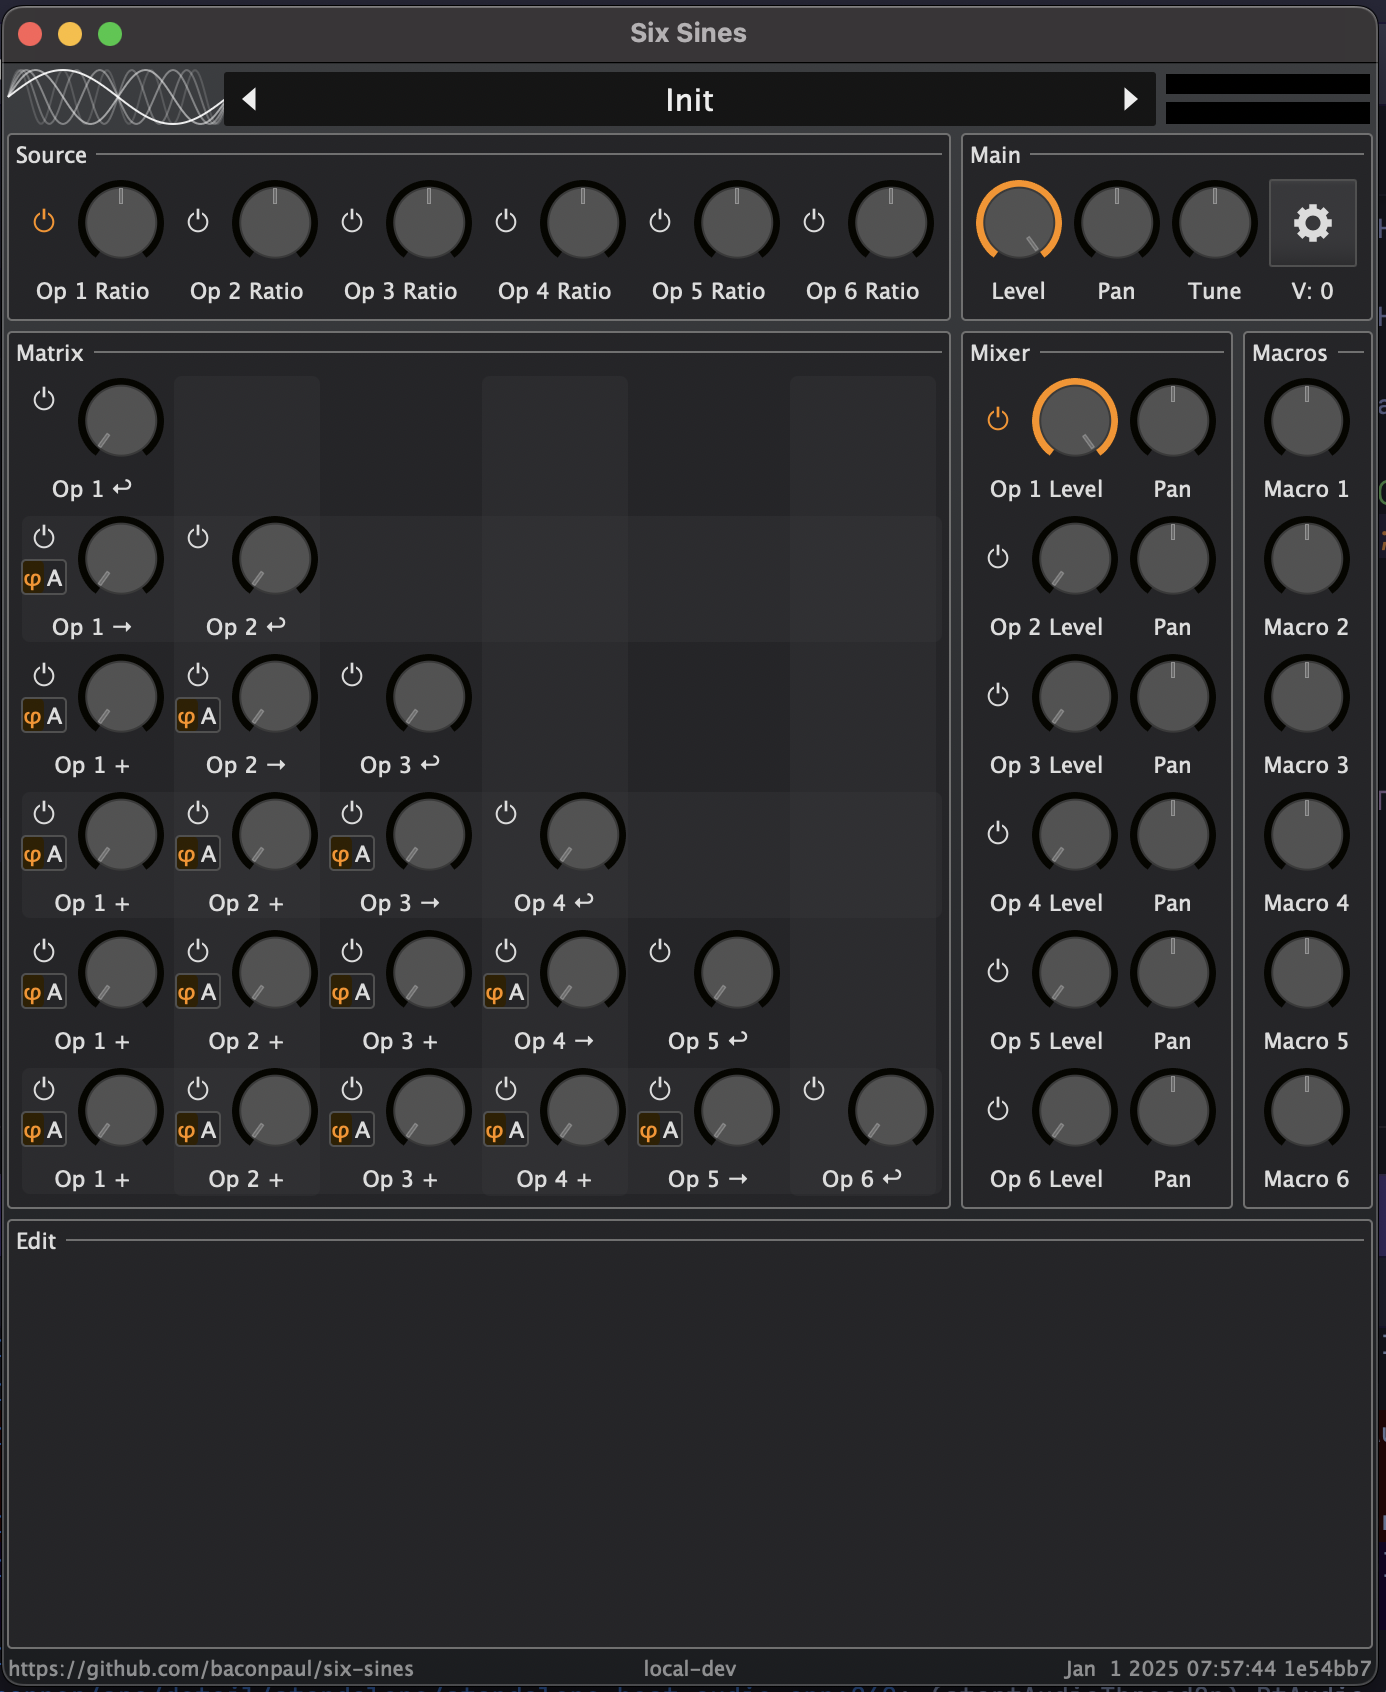 Six Sines
Init
Source
Op 1 Ratio Op 2 Ratio Op 3 Ratio Op 4 Ratio Op 5 Ratio Op 6 Ratio
Main
Level Pan Tune V: 0
Matrix
Op 1 ↩
φ A
Op 1 → Op 2 ↩
φ A φ A
Op 1 + Op 2 → Op 3 ↩
φ A φ A φ A
Op 1 + Op 2 + Op 3 → Op 4 ↩
φ A φ A φ A φ A
Op 1 + Op 2 + Op 3 + Op 4 → Op 5 ↩
φ A φ A φ A φ A φ A
Op 1 + Op 2 + Op 3 + Op 4 + Op 5 → Op 6 ↩
Mixer
Op 1 Level Pan
Op 2 Level Pan
Op 3 Level Pan
Op 4 Level Pan
Op 5 Level Pan
Op 6 Level Pan
Macros
Macro 1
Macro 2
Macro 3
Macro 4
Macro 5
Macro 6
Edit
https://github.com/baconpaul/six-sines local-dev Jan 1 2025 07:57:44 1e54bb7